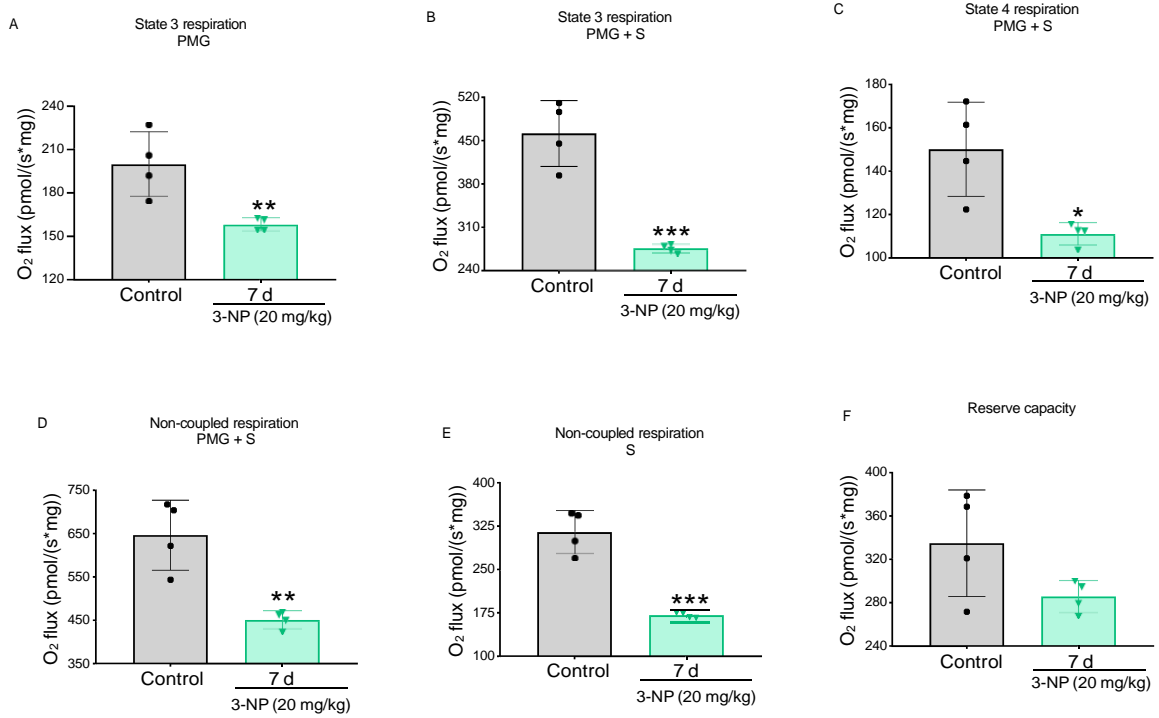 A
State 3 respiration
PMG
O2 flux (pmol/(s*mg))
240
210
180
150
120
**
Control
7 d
3-NP (20 mg/kg)
B
State 3 respiration
PMG + S
O2 flux (pmol/(s*mg))
520
450
380
310
240
***
Control
7 d
3-NP (20 mg/kg)
C
State 4 respiration
PMG + S
O2 flux (pmol/(s*mg))
180
160
140
120
100
*
Control
7 d
3-NP (20 mg/kg)
D
Non-coupled respiration
PMG + S
O2 flux (pmol/(s*mg))
750
650
550
450
350
**
Control
7 d
3-NP (20 mg/kg)
E
Non-coupled respiration
S
O2 flux (pmol/(s*mg))
400
325
250
175
100
***
Control
7 d
3-NP (20 mg/kg)
F
Reserve capacity
O2 flux (pmol/(s*mg))
400
360
320
280
240
Control
7 d
3-NP (20 mg/kg)